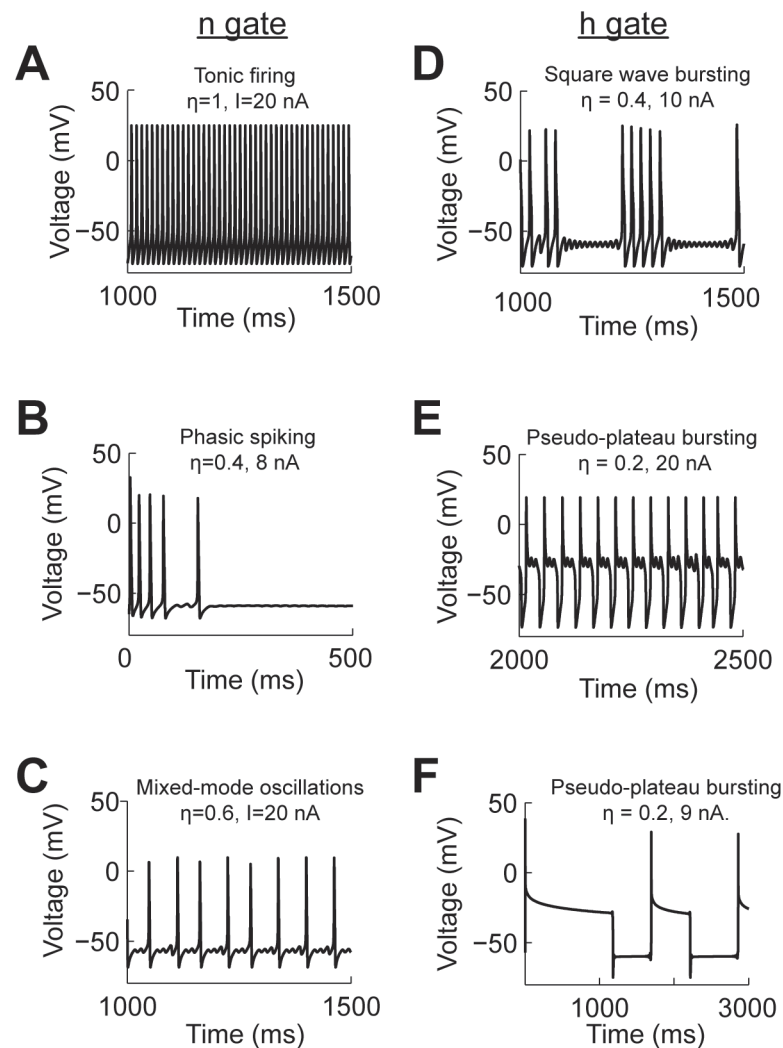 n gate
h gate
A
Tonic firing
η=1, I=20 nA
Voltage (mV)
50
0
−50
1000
1500
Time (ms)
D
Square wave bursting
η = 0.4, 10 nA
Voltage (mV)
50
0
−50
1000
1500
Time (ms)
B
Phasic spiking
η=0.4, 8 nA
Voltage (mV)
50
0
−50
0
500
Time (ms)
E
Pseudo-plateau bursting
η = 0.2, 20 nA
Voltage (mV)
50
0
−50
2000
2500
Time (ms)
C
Mixed-mode oscillations
η=0.6, I=20 nA
Voltage (mV)
50
0
−50
1000
1500
Time (ms)
F
Pseudo-plateau bursting
η = 0.2, 9 nA.
Voltage (mV)
50
0
−50
1000
3000
Time (ms)